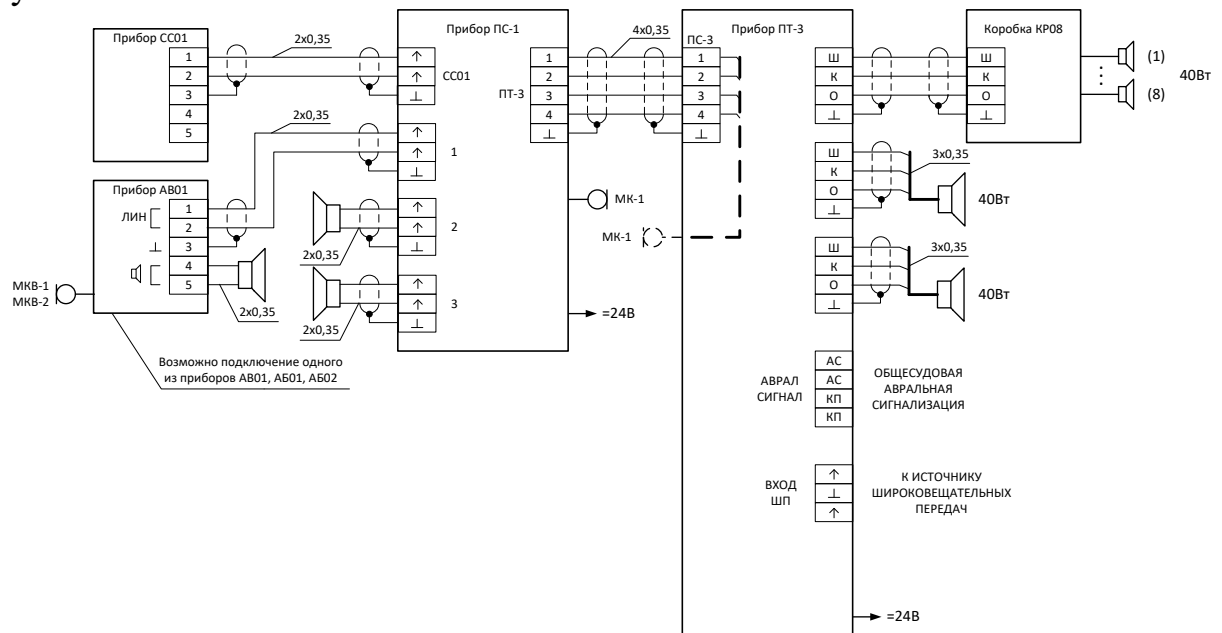 у
Прибор СС01
1
2
3
4
5
2х0,35
Прибор ПС-1
СС01
1
2
3
ПТ-3
1
2
3
4
4х0,35
Прибор ПТ-3
ПС-3
1
2
3
4
Ш
К
О
Коробка КР08
Ш
К
О
(1)
(8)
40Вт
2х0,35
Прибор АВ01
ЛИН
1
2
3
4
5
МКВ-1
МКВ-2
2х0,35
2х0,35
2х0,35
МК-1
МК-1
=24В
Ш
К
О
3х0,35
40Вт
Ш
К
О
3х0,35
40Вт
Возможно подключение одного
из приборов АВ01, АБ01, АБ02
АВРАЛ
СИГНАЛ
АС
АС
КП
КП
ОБЩЕСУДОВАЯ
АВРАЛЬНАЯ
СИГНАЛИЗАЦИЯ
ВХОД
ШП
К ИСТОЧНИКУ
ШИРОКОВЕЩАТЕЛЬНЫХ
ПЕРЕДАЧ
=24В